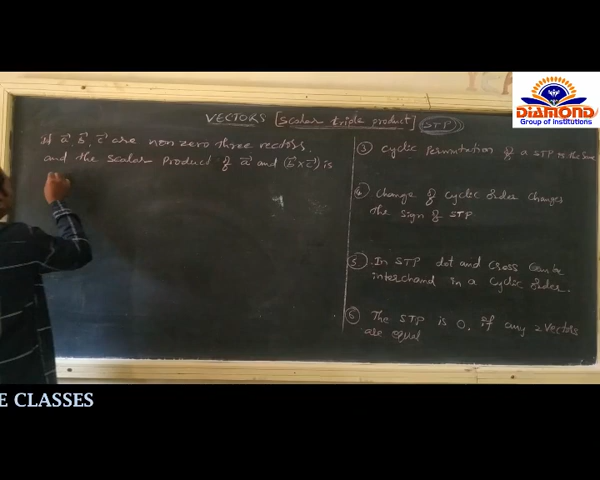 DIAMOND
Group of Institutions
VECTORS [Scalar triple product] STP
If a⃗, b⃗, c⃗ are non zero three vectors.
and the scalar product of a⃗ and (b⃗ × c⃗) is
③ Cyclic Permutation of a STP is the same
④ Change of cyclic order changes
the sign of STP
⑤ In STP dot and cross can be
interchand in a cyclic order.
⑥ The STP is 0, if any 2 vectors
are equal
E CLASSES